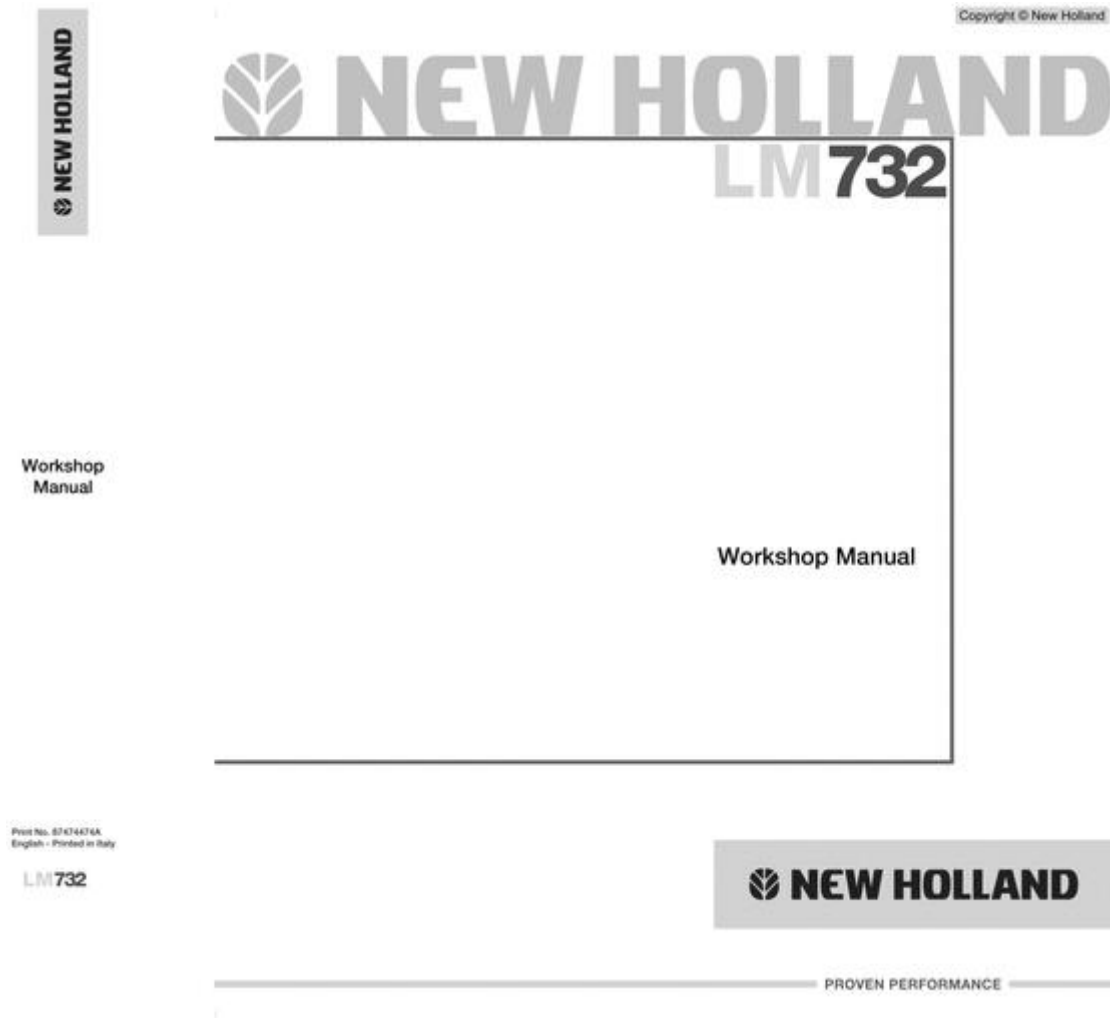 NEW HOLLAND
Workshop
Manual
Print No. 87474474A
English - Printed in Italy
LM732
Copyright © New Holland
NEW HOLLAND
LM732
Workshop Manual
NEW HOLLAND
PROVEN PERFORMANCE